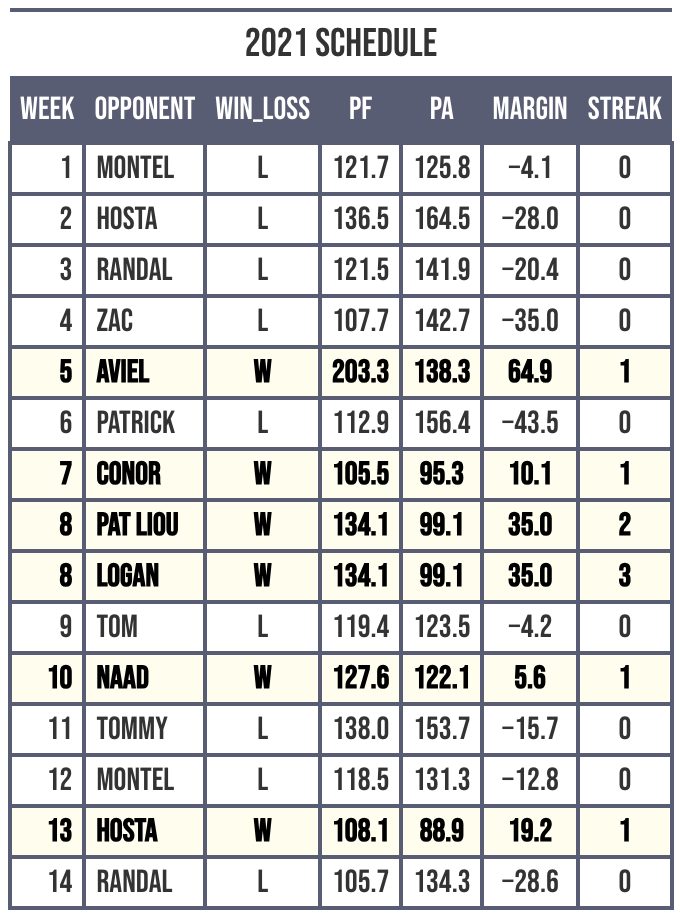 2021 SCHEDULE
WEEK OPPONENT WIN_LOSS PF PA MARGIN STREAK
1 MONTEL L 121.7 125.8 −4.1 0
2 HOSTA L 136.5 164.5 −28.0 0
3 RANDAL L 121.5 141.9 −20.4 0
4 ZAC L 107.7 142.7 −35.0 0
5 AVIEL W 203.3 138.3 64.9 1
6 PATRICK L 112.9 156.4 −43.5 0
7 CONOR W 105.5 95.3 10.1 1
8 PAT LIOU W 134.1 99.1 35.0 2
8 LOGAN W 134.1 99.1 35.0 3
9 TOM L 119.4 123.5 −4.2 0
10 NAAD W 127.6 122.1 5.6 1
11 TOMMY L 138.0 153.7 −15.7 0
12 MONTEL L 118.5 131.3 −12.8 0
13 HOSTA W 108.1 88.9 19.2 1
14 RANDAL L 105.7 134.3 −28.6 0